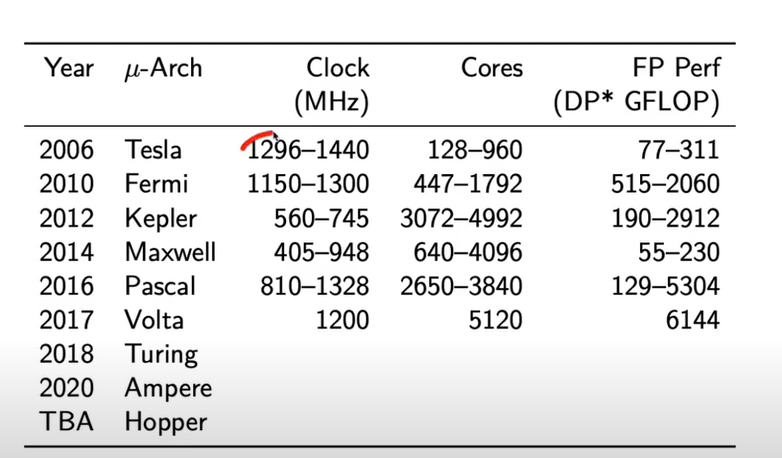 Year μ-Arch Clock Cores FP Perf
(MHz) (DP* GFLOP)
2006 Tesla 1296–1440 128–960 77–311
2010 Fermi 1150–1300 447–1792 515–2060
2012 Kepler 560–745 3072–4992 190–2912
2014 Maxwell 405–948 640–4096 55–230
2016 Pascal 810–1328 2650–3840 129–5304
2017 Volta 1200 5120 6144
2018 Turing
2020 Ampere
TBA Hopper